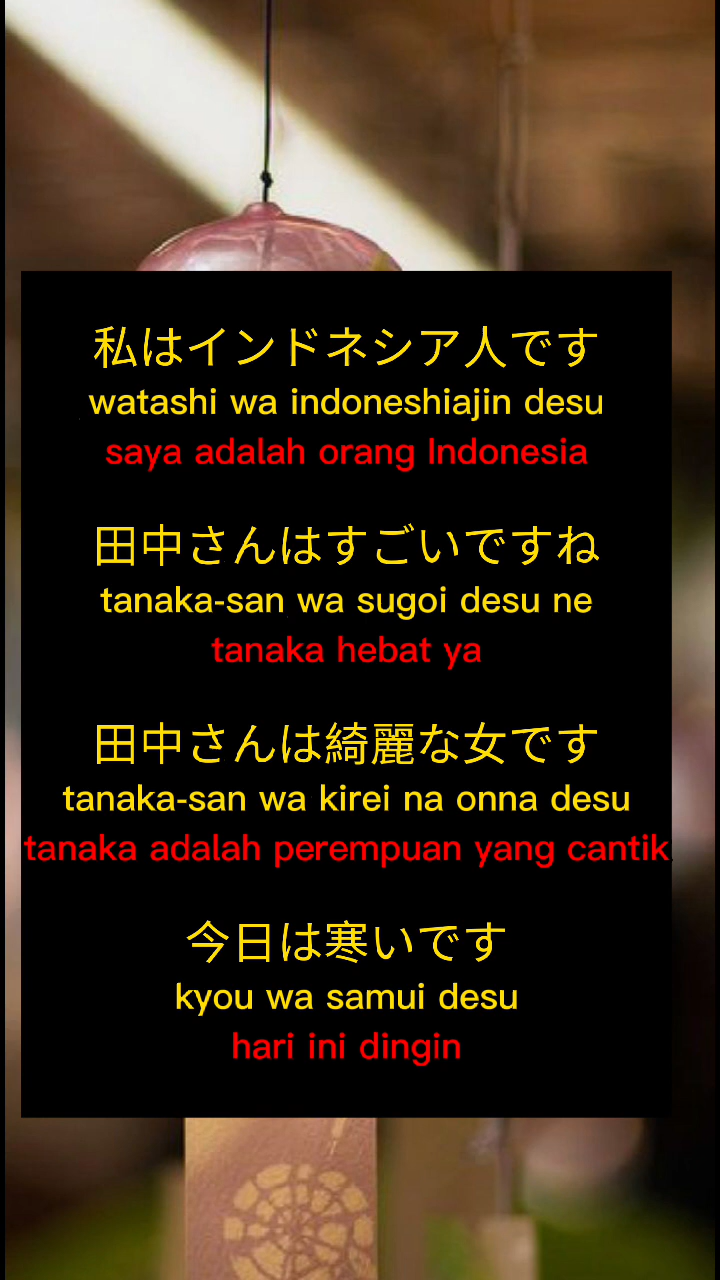 私はインドネシア人です
watashi wa indoneshiajin desu
saya adalah orang Indonesia
田中さんはすごいですね
tanaka-san wa sugoi desu ne
tanaka hebat ya
田中さんは綺麗な女です
tanaka-san wa kirei na onna desu
tanaka adalah perempuan yang cantik
今日は寒いです
kyou wa samui desu
hari ini dingin